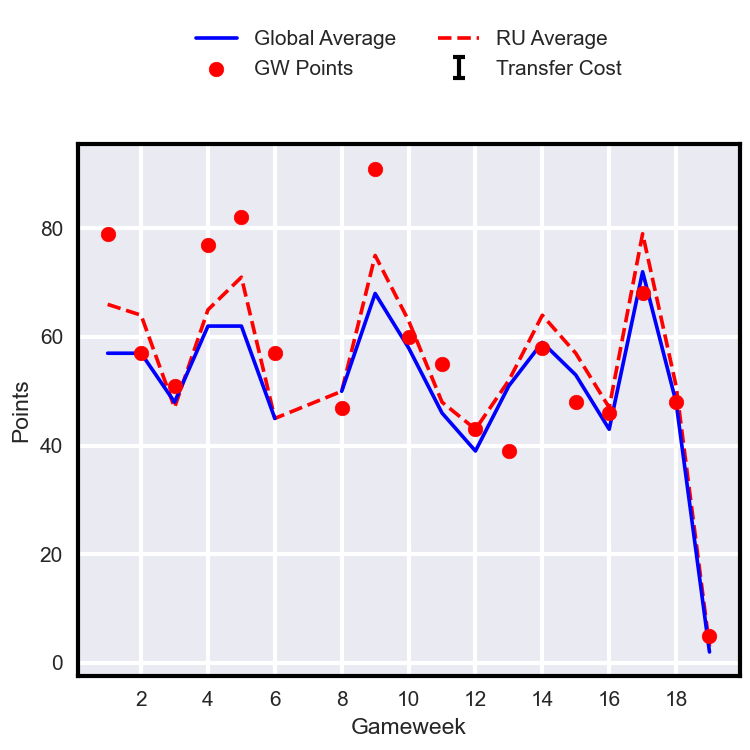 Global Average RU Average
GW Points Transfer Cost
80
60
40
20
0
Points
2 4 6 8 10 12 14 16 18
Gameweek